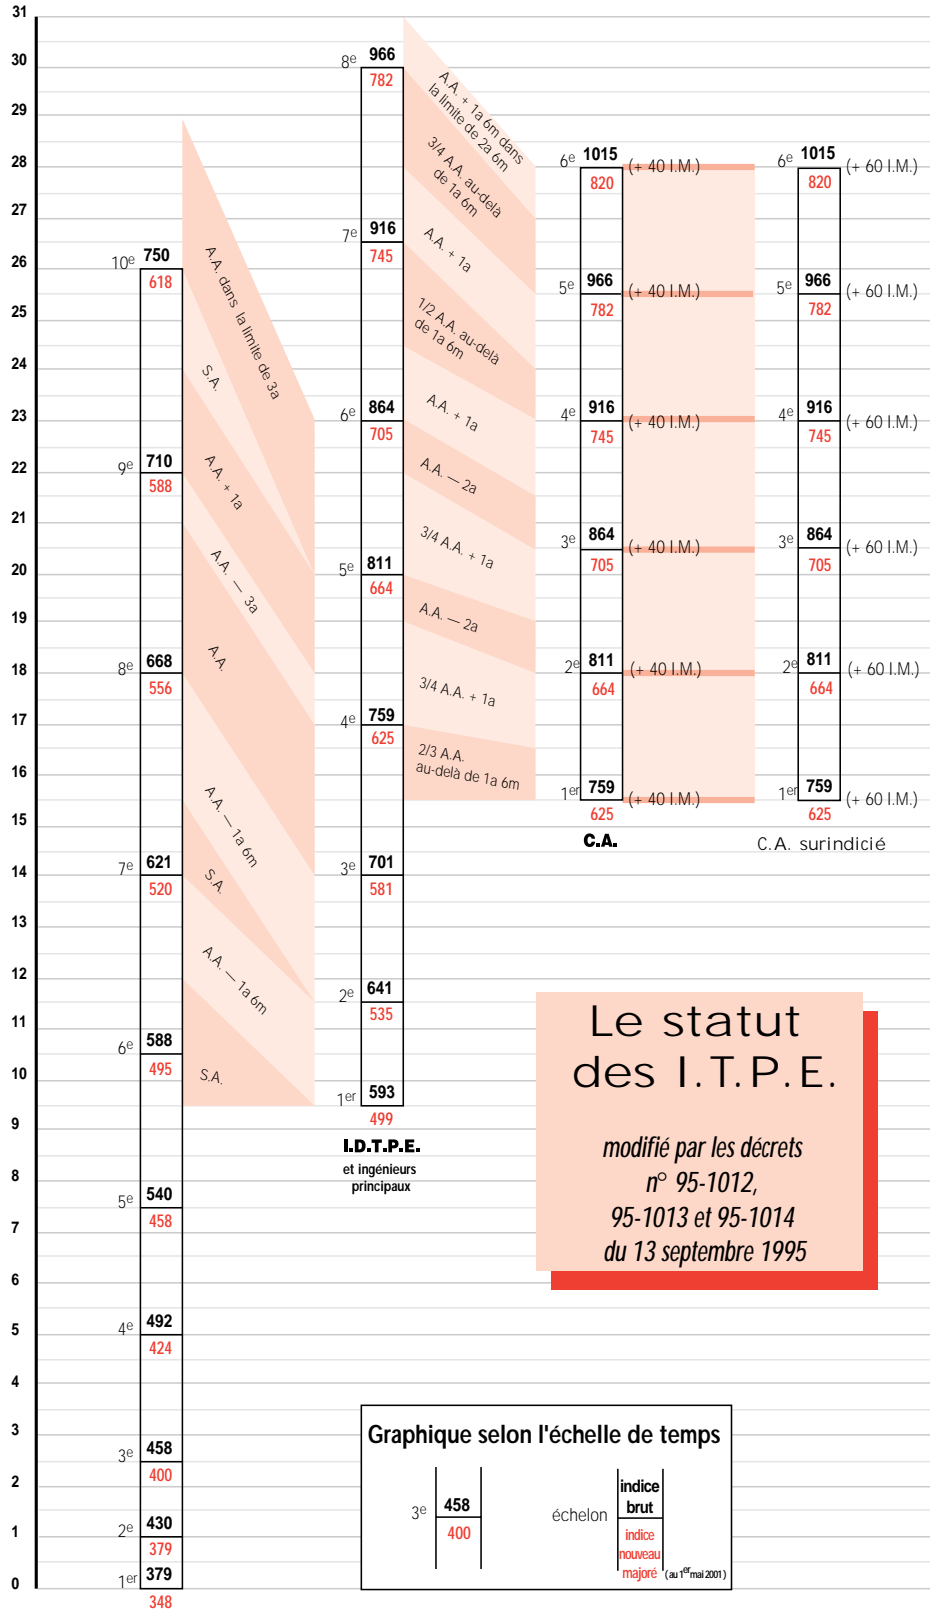 31
30
29
28
27
26
25
24
23
22
21
20
19
18
17
16
15
14
13
12
11
10
9
8
7
6
5
4
3
2
1
0
10e 750
618
9e 710
588
8e 668
556
7e 621
520
6e 588
495
5e 540
458
4e 492
424
3e 458
400
2e 430
379
1er 379
348
A.A. dans la limite de 3a
S.A.
A.A. + 1a
A.A. — 3a
A.A.
A.A. — 1a 6m
S.A.
A.A. — 1a 6m
S.A.
8e 966
782
7e 916
745
6e 864
705
5e 811
664
4e 759
625
3e 701
581
2e 641
535
1er 593
499
I.D.T.P.E.
et ingénieurs
principaux
A.A. + 1a 6m dans
la limite de 2a 6m
3/4 A.A. au-delà
de 1a 6m
A.A. + 1a
1/2 A.A. au-delà
de 1a 6m
A.A. + 1a
A.A. — 2a
3/4 A.A. + 1a
A.A. — 2a
3/4 A.A. + 1a
2/3 A.A.
au-delà de 1a 6m
6e 1015 (+ 40 I.M.)
820
5e 966 (+ 40 I.M.)
782
4e 916 (+ 40 I.M.)
745
3e 864 (+ 40 I.M.)
705
2e 811 (+ 40 I.M.)
664
1er 759 (+ 40 I.M.)
625
C.A.
6e 1015 (+ 60 I.M.)
820
5e 966 (+ 60 I.M.)
782
4e 916 (+ 60 I.M.)
745
3e 864 (+ 60 I.M.)
705
2e 811 (+ 60 I.M.)
664
1er 759 (+ 60 I.M.)
625
C.A. surindicié
Le statut
des I.T.P.E.
modifié par les décrets
n° 95-1012,
95-1013 et 95-1014
du 13 septembre 1995
Graphique selon l'échelle de temps
3e 458
400
échelon
indice
brut
indice
nouveau
majoré (au 1er mai 2001)